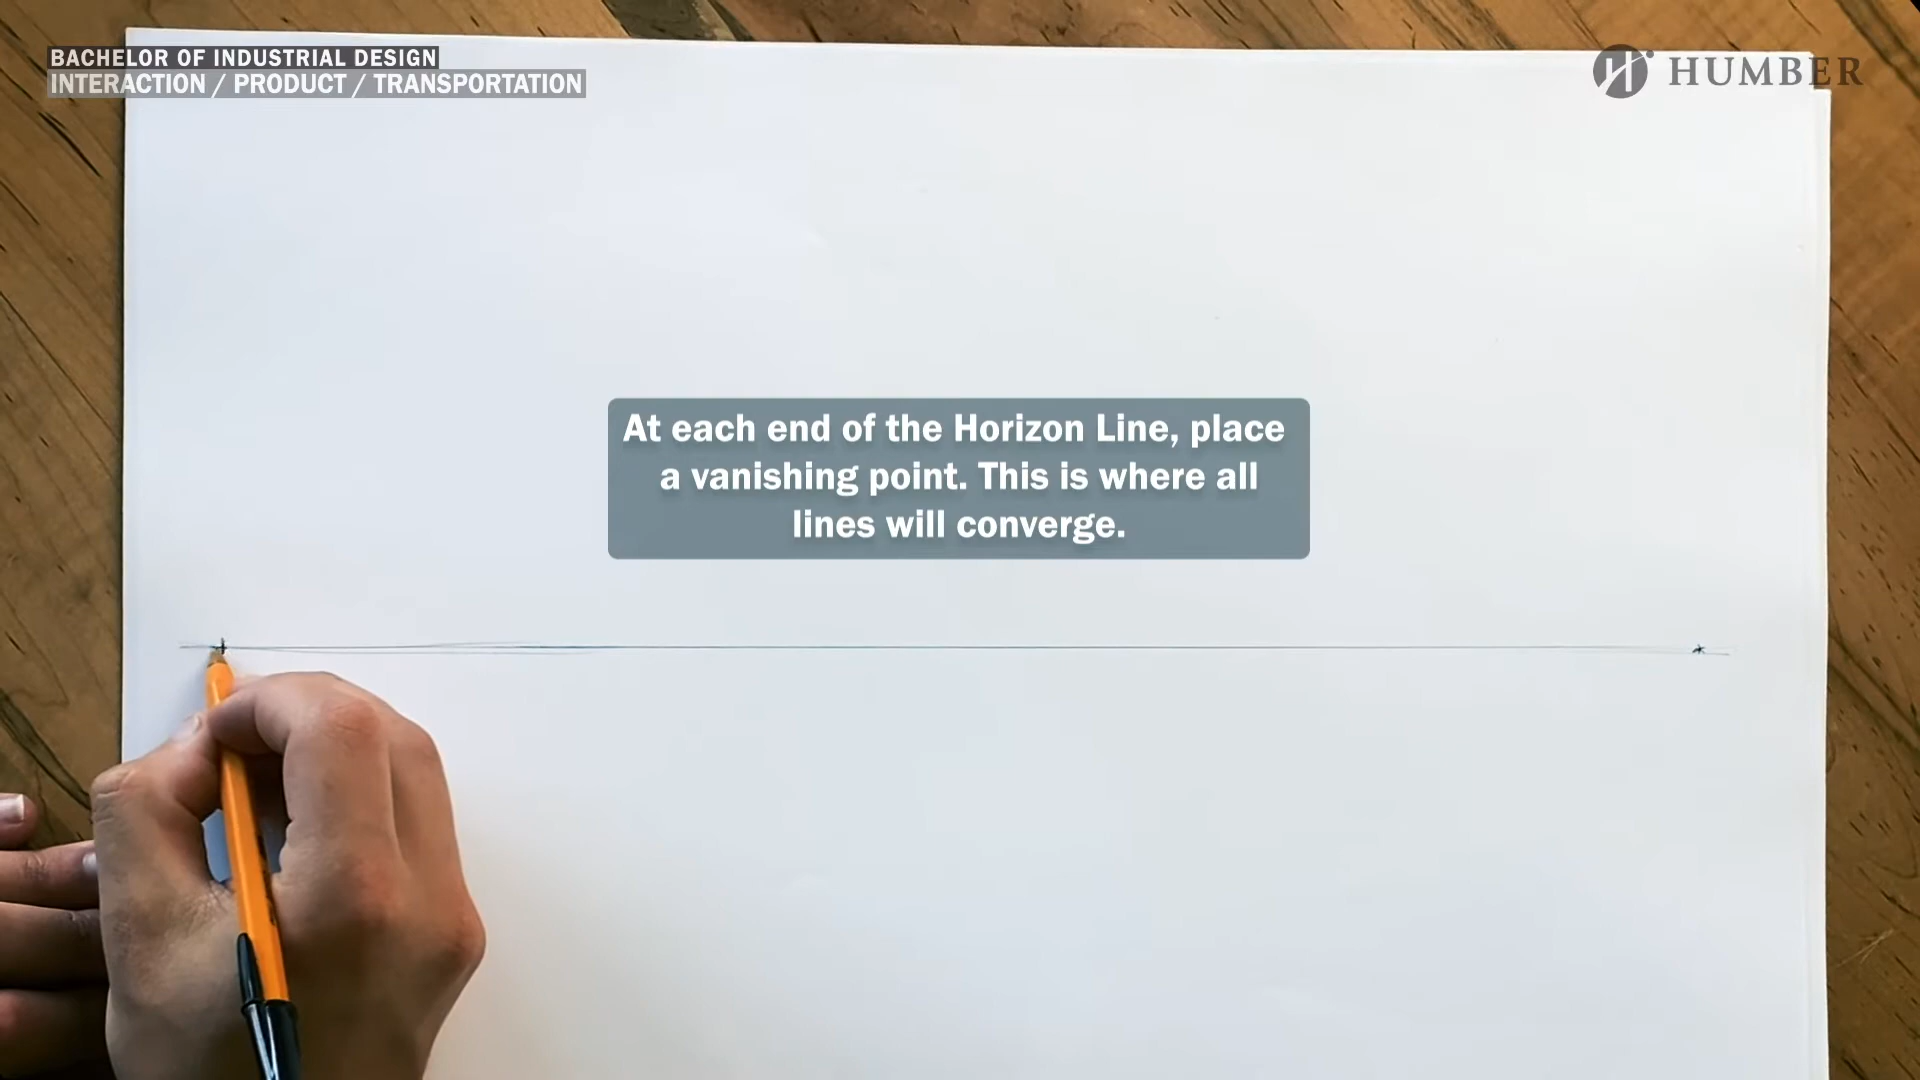 BACHELOR OF INDUSTRIAL DESIGN
INTERACTION / PRODUCT / TRANSPORTATION
HUMBER
At each end of the Horizon Line, place
a vanishing point. This is where all
lines will converge.